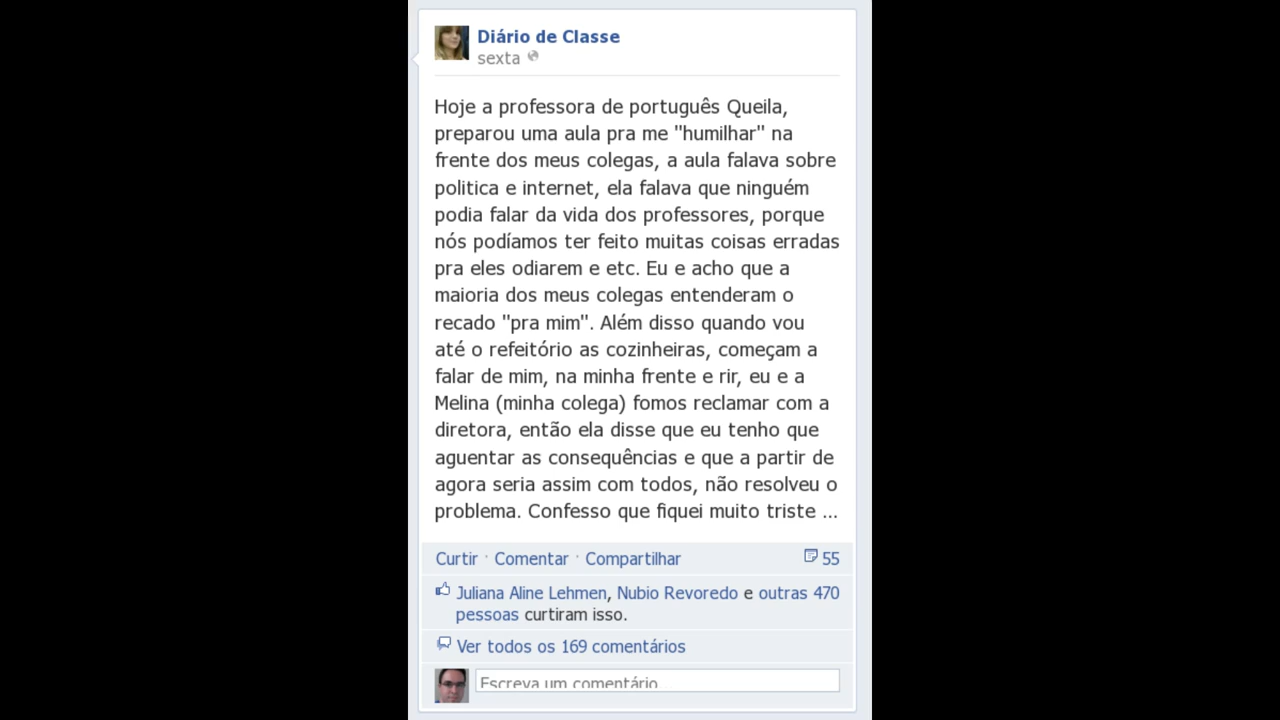 Diário de Classe
sexta
Hoje a professora de português Queila,
preparou uma aula pra me "humilhar" na
frente dos meus colegas, a aula falava sobre
politica e internet, ela falava que ninguém
podia falar da vida dos professores, porque
nós podíamos ter feito muitas coisas erradas
pra eles odiarem e etc. Eu e acho que a
maioria dos meus colegas entenderam o
recado "pra mim". Além disso quando vou
até o refeitório as cozinheiras, começam a
falar de mim, na minha frente e rir, eu e a
Melina (minha colega) fomos reclamar com a
diretora, então ela disse que eu tenho que
aguentar as consequências e que a partir de
agora seria assim com todos, não resolveu o
problema. Confesso que fiquei muito triste ...
Curtir · Comentar · Compartilhar 55
Juliana Aline Lehmen, Nubio Revoredo e outras 470
pessoas curtiram isso.
Ver todos os 169 comentários
Escreva um comentário